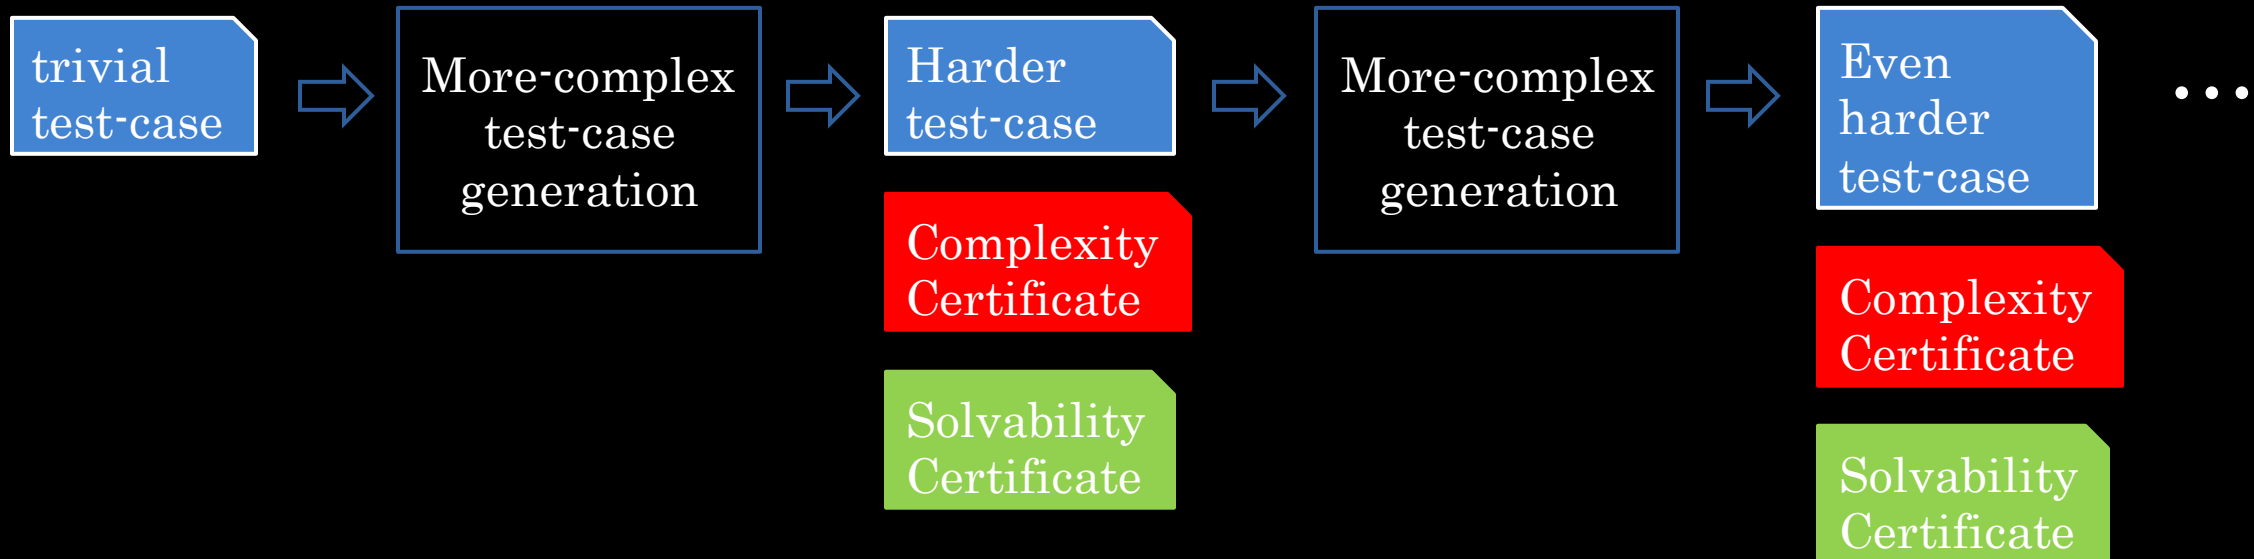 trivial
test-case
More-complex
test-case
generation
Harder
test-case
Complexity
Certificate
Solvability
Certificate
More-complex
test-case
generation
Even
harder
test-case
Complexity
Certificate
Solvability
Certificate
...